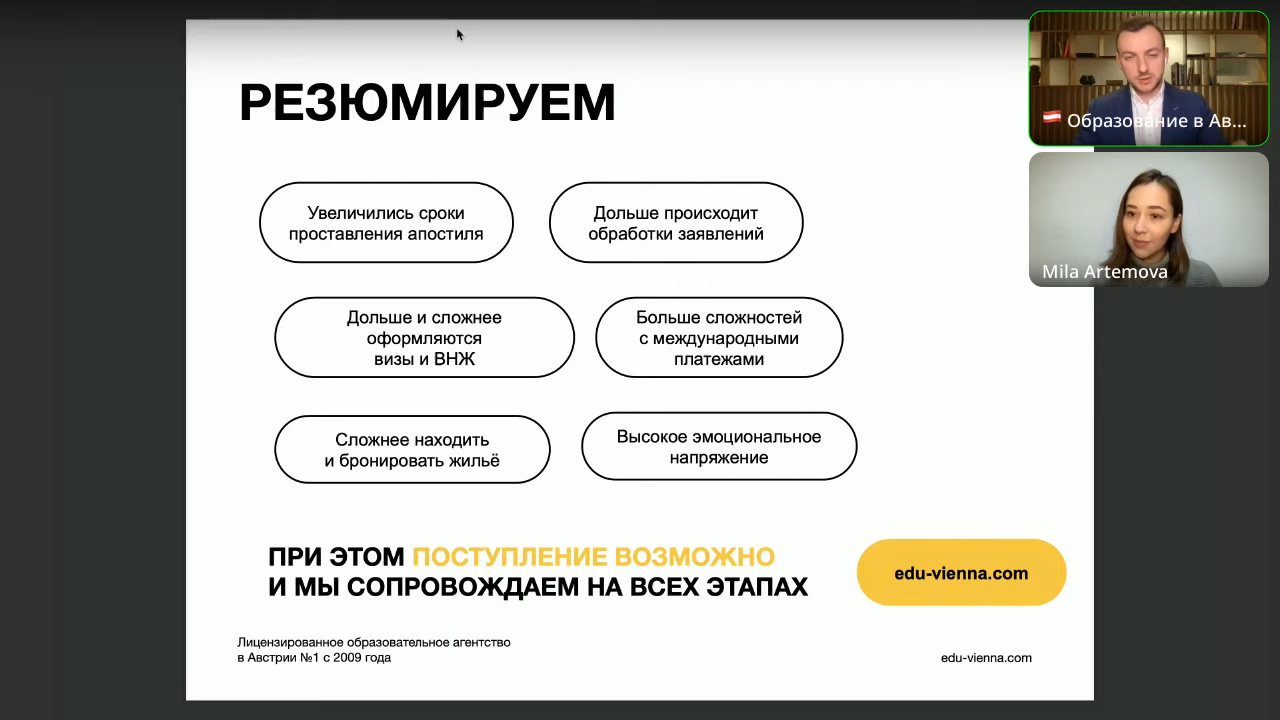 РЕЗЮМИРУЕМ
Увеличились сроки
проставления апостиля
Дольше происходит
обработки заявлений
Дольше и сложнее
оформляются
визы и ВНЖ
Больше сложностей
с международными
платежами
Сложнее находить
и бронировать жильё
Высокое эмоциональное
напряжение
ПРИ ЭТОМ ПОСТУПЛЕНИЕ ВОЗМОЖНО
И МЫ СОПРОВОЖДАЕМ НА ВСЕХ ЭТАПАХ
edu-vienna.com
Лицензированное образовательное агентство
в Австрии №1 с 2009 года
edu-vienna.com
Образование в Ав...
Mila Artemova